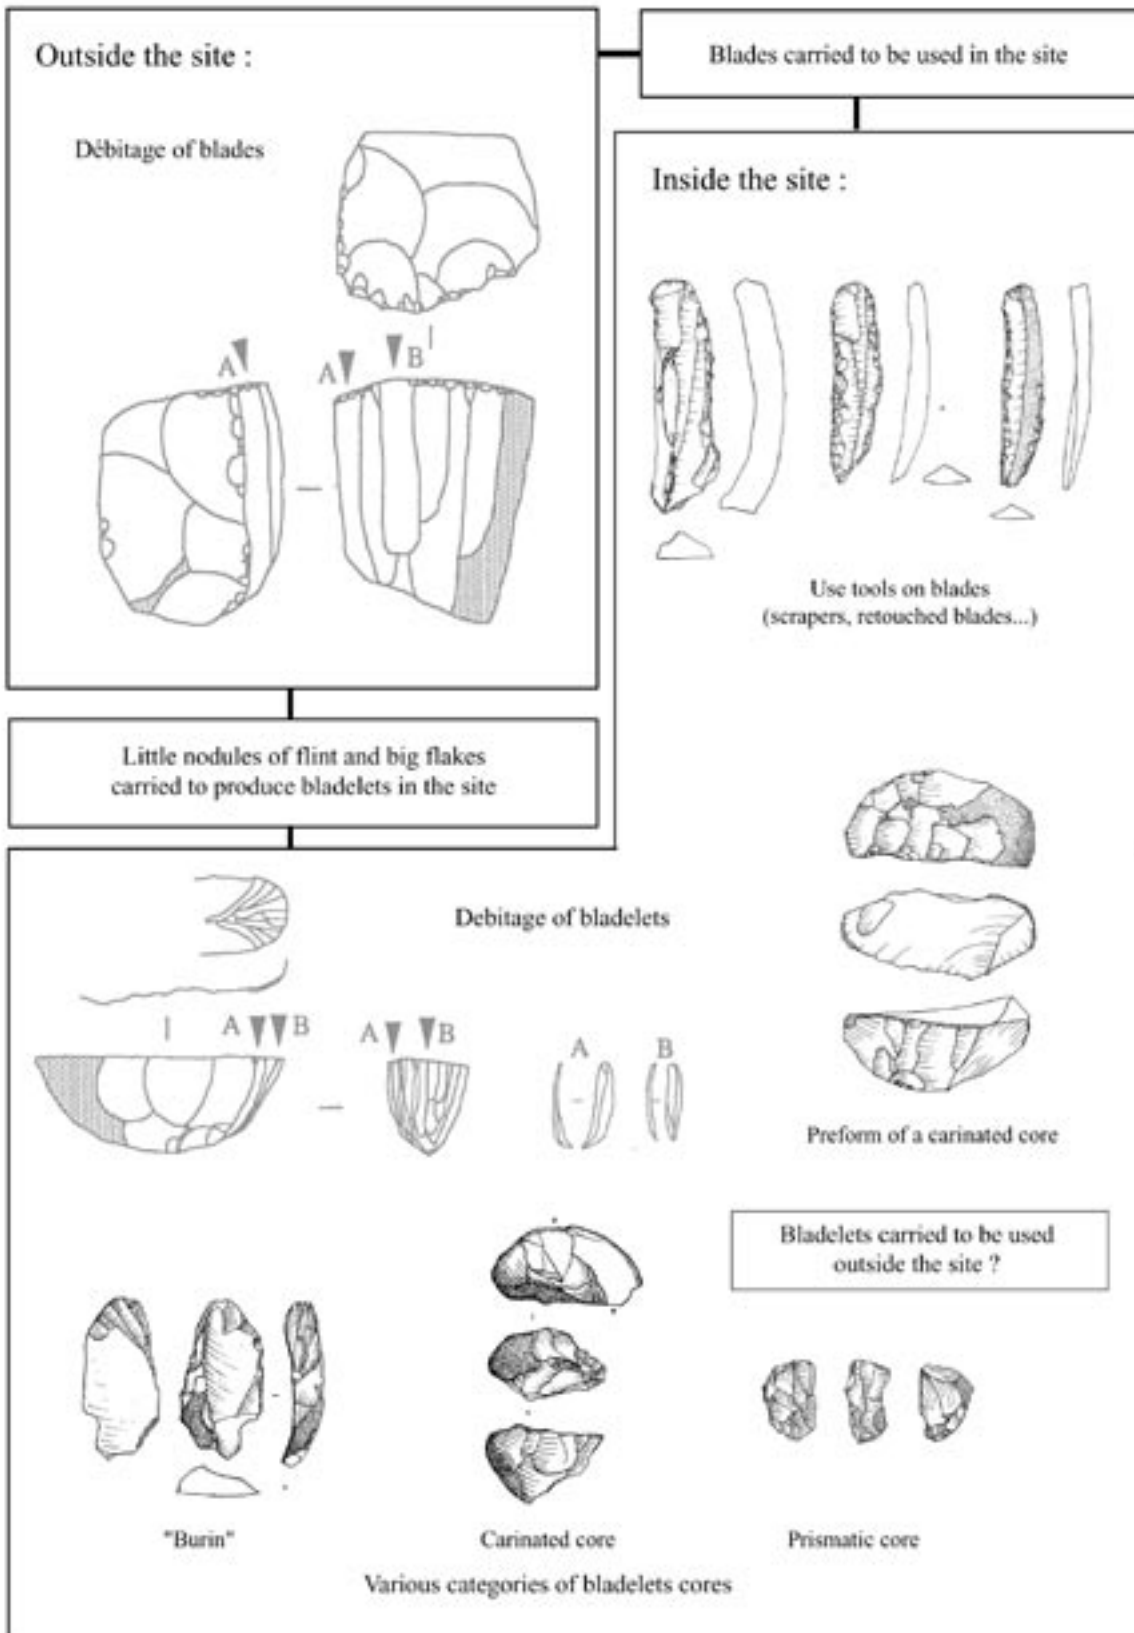 Outside the site :
Débitage of blades
A
A
B
Blades carried to be used in the site
Inside the site :
Use tools on blades
(scrapers, retouched blades...)
Little nodules of flint and big flakes
carried to produce bladelets in the site
Debitage of bladelets
A
B
A
B
A
B
Preform of a carinated core
Bladelets carried to be used
outside the site ?
"Burin"
Carinated core
Prismatic core
Various categories of bladelets cores